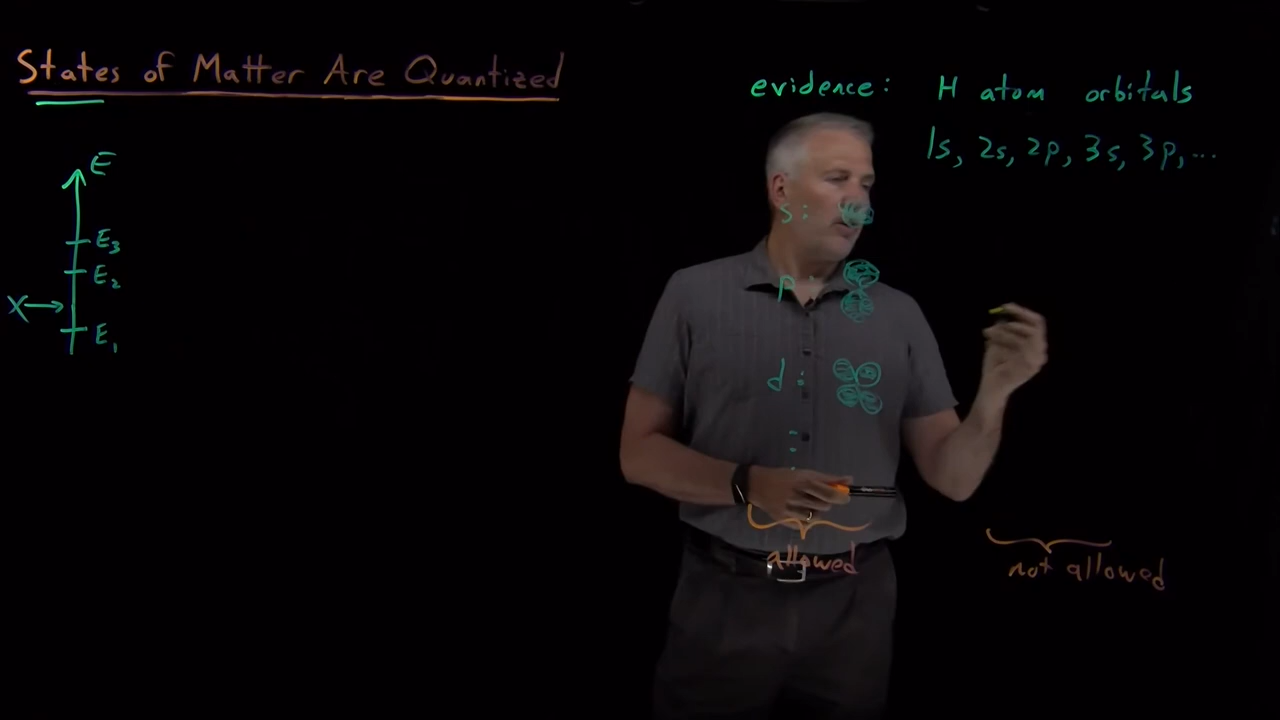 States of Matter Are Quantized
E
E3
E2
X→
E1
evidence: H atom orbitals
1s, 2s, 2p, 3s, 3p, ...
s:
p:
d:
allowed
not allowed